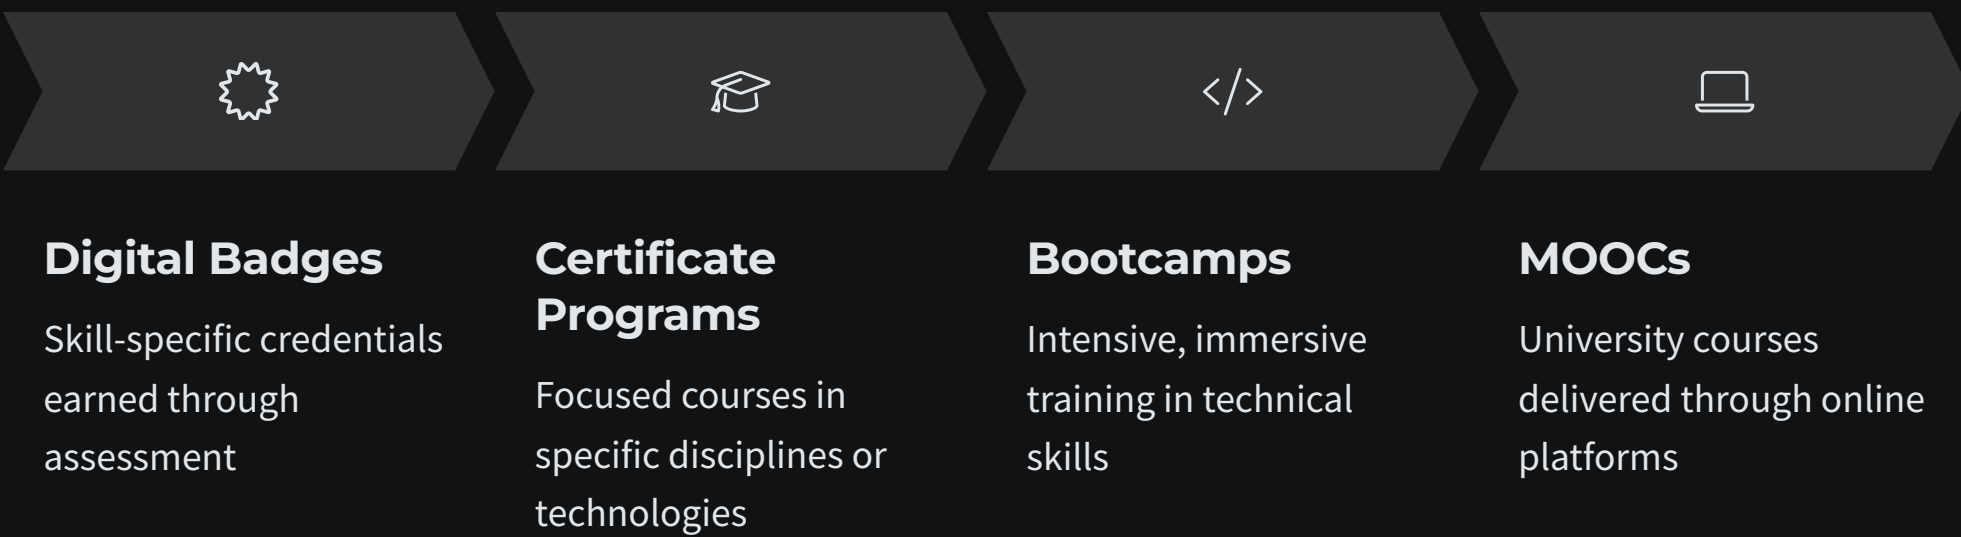 Digital Badges
Skill-specific credentials
earned through
assessment
Certificate
Programs
Focused courses in
specific disciplines or
technologies
Bootcamps
Intensive, immersive
training in technical
skills
MOOCs
University courses
delivered through online
platforms